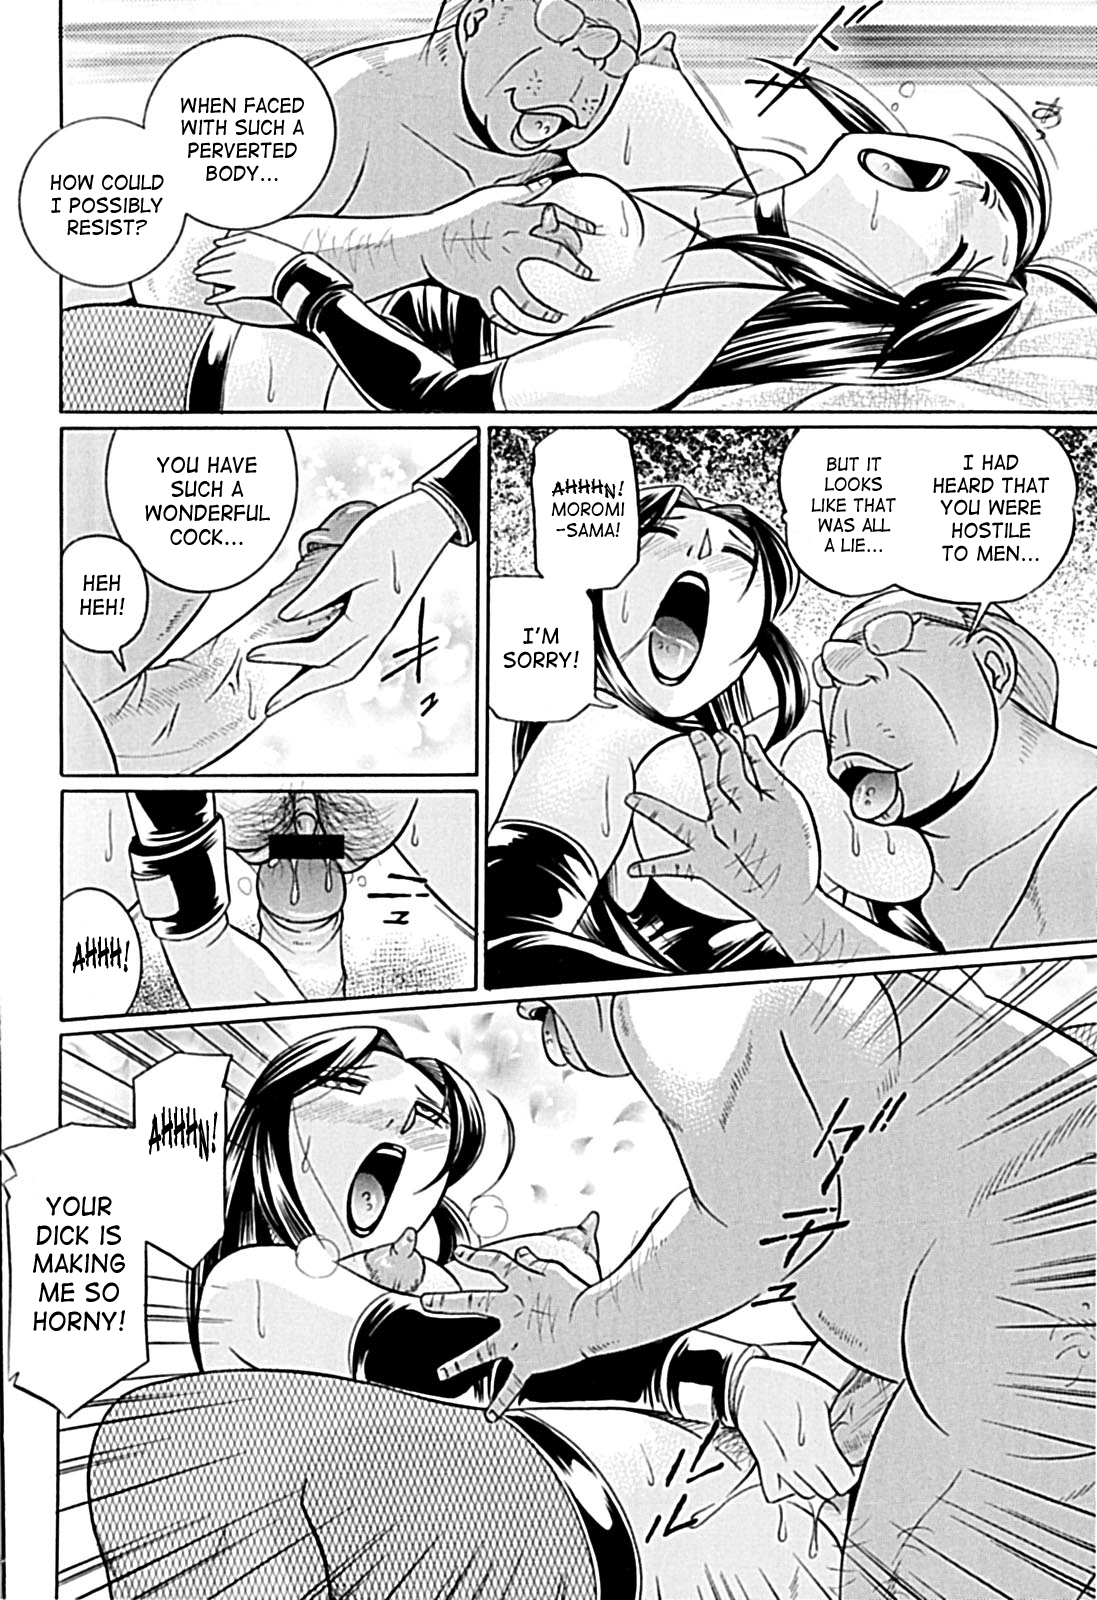 WHEN FACED
WITH SUCH A
PERVERTED
BODY...
HOW COULD
I POSSIBLY
RESIST?
I HAD
HEARD THAT
YOU WERE
HOSTILE
TO MEN...
BUT IT
LOOKS
LIKE THAT
WAS ALL
A LIE...
AHHHN!
MOROMI
-SAMA!
I'M
SORRY!
YOU HAVE
SUCH A
WONDERFUL
COCK...
HEH
HEH!
AHHH!
AHHHN!
YOUR
DICK IS
MAKING
ME SO
HORNY!